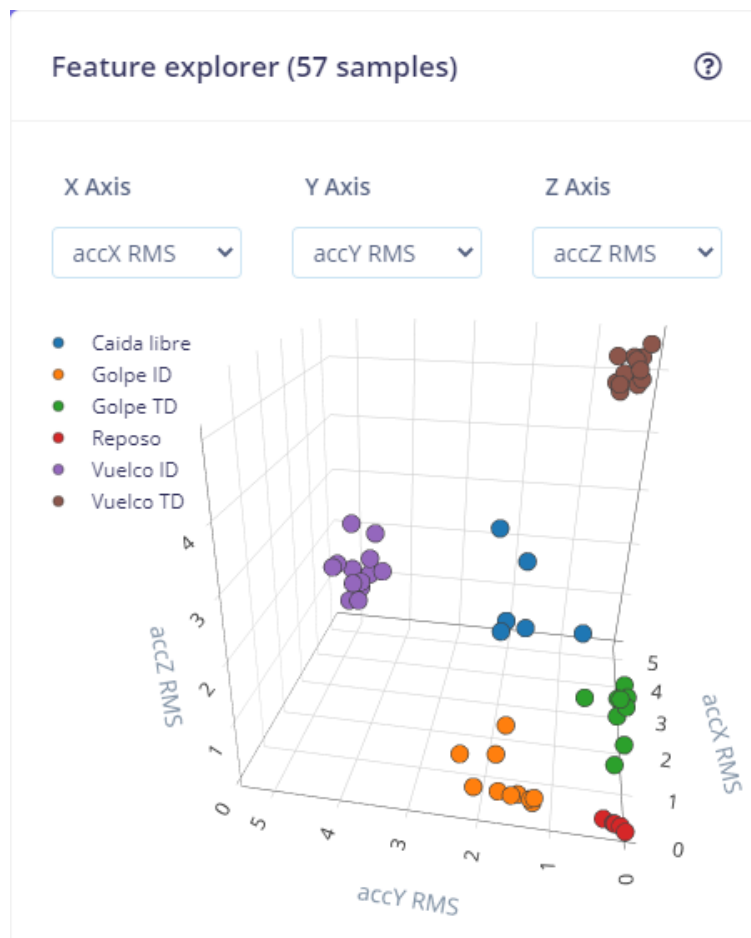 Feature explorer (57 samples)
X Axis
Y Axis
Z Axis
accX RMS
accY RMS
accZ RMS
Caida libre
Golpe ID
Golpe TD
Reposo
Vuelco ID
Vuelco TD
4
3
2
1
0
accZ RMS
5
4
3
2
1
0
accY RMS
5
4
3
2
1
0
accX RMS